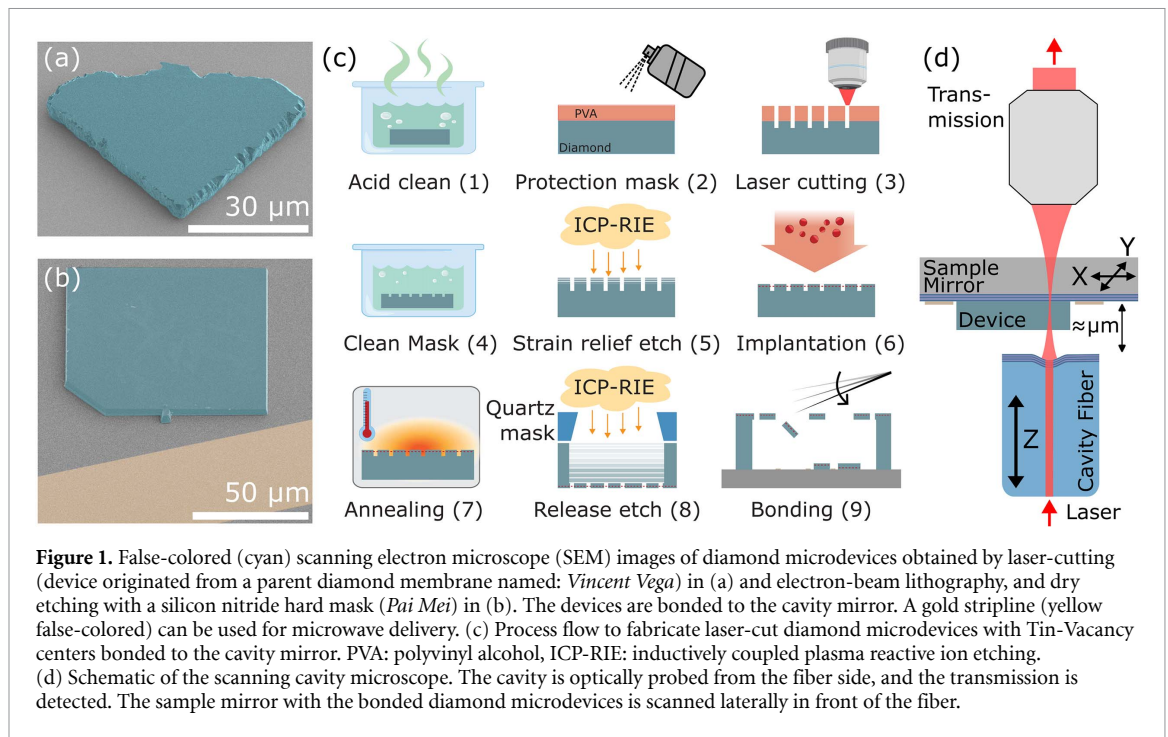 (a)
30 µm
(b)
50 µm
(c)
PVA
Diamond
Acid clean (1)
Protection mask (2)
Laser cutting (3)
ICP-RIE
Clean Mask (4)
Strain relief etch (5)
Implantation (6)
ICP-RIE
Quartz
mask
Annealing (7)
Release etch (8)
Bonding (9)
(d)
Trans-
mission
Sample
Mirror
X
Y
Device
≈µm
Z
Cavity Fiber
Laser
Figure 1. False-colored (cyan) scanning electron microscope (SEM) images of diamond microdevices obtained by laser-cutting
(device originated from a parent diamond membrane named: Vincent Vega) in (a) and electron-beam lithography, and dry
etching with a silicon nitride hard mask (Pai Mei) in (b). The devices are bonded to the cavity mirror. A gold stripline (yellow
false-colored) can be used for microwave delivery. (c) Process flow to fabricate laser-cut diamond microdevices with Tin-Vacancy
centers bonded to the cavity mirror. PVA: polyvinyl alcohol, ICP-RIE: inductively coupled plasma reactive ion etching.
(d) Schematic of the scanning cavity microscope. The cavity is optically probed from the fiber side, and the transmission is
detected. The sample mirror with the bonded diamond microdevices is scanned laterally in front of the fiber.